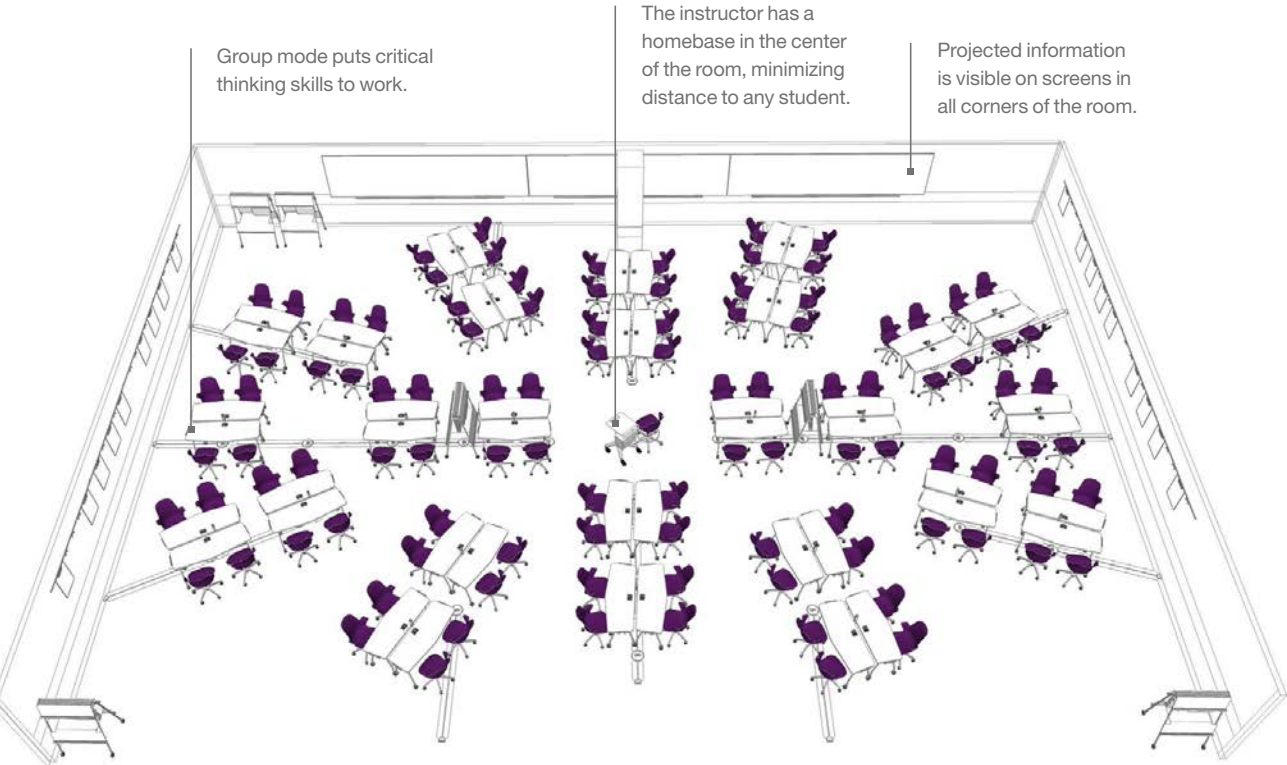 Group mode puts critical
thinking skills to work.
The instructor has a
homebase in the center
of the room, minimizing
distance to any student.
Projected information
is visible on screens in
all corners of the room.